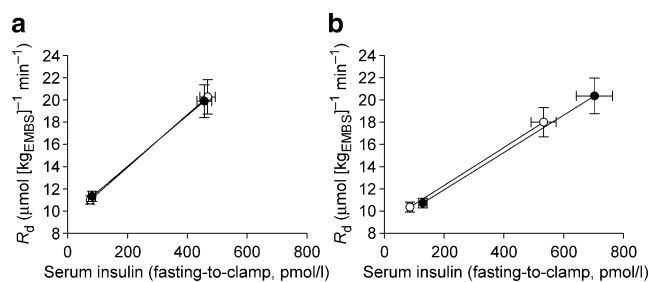 a
b
R_d (µmol [kg_EMBS]⁻¹ min⁻¹)
24
22
20
18
16
14
12
10
8
0 200 400 600 800
Serum insulin (fasting-to-clamp, pmol/l)
R_d (µmol [kg_EMBS]⁻¹ min⁻¹)
24
22
20
18
16
14
12
10
8
0 200 400 600 800
Serum insulin (fasting-to-clamp, pmol/l)